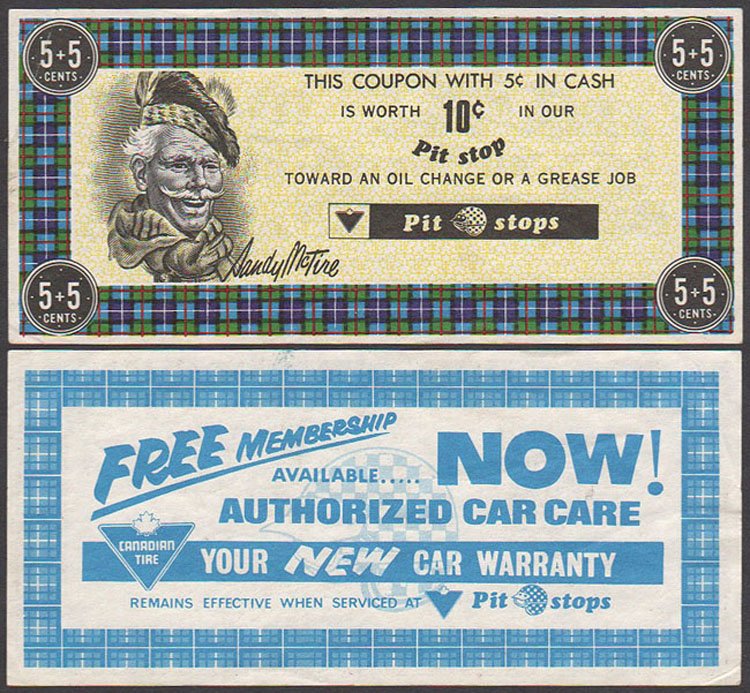 5+5
CENTS
5+5
CENTS
THIS COUPON WITH 5¢ IN CASH
IS WORTH 10¢ IN OUR
Pit stop
TOWARD AN OIL CHANGE OR A GREASE JOB
Pit stops
Sandy McTire
5+5
CENTS
5+5
CENTS
FREE MEMBERSHIP
AVAILABLE..... NOW!
AUTHORIZED CAR CARE
CANADIAN
TIRE
YOUR NEW CAR WARRANTY
REMAINS EFFECTIVE WHEN SERVICED AT Pit stops